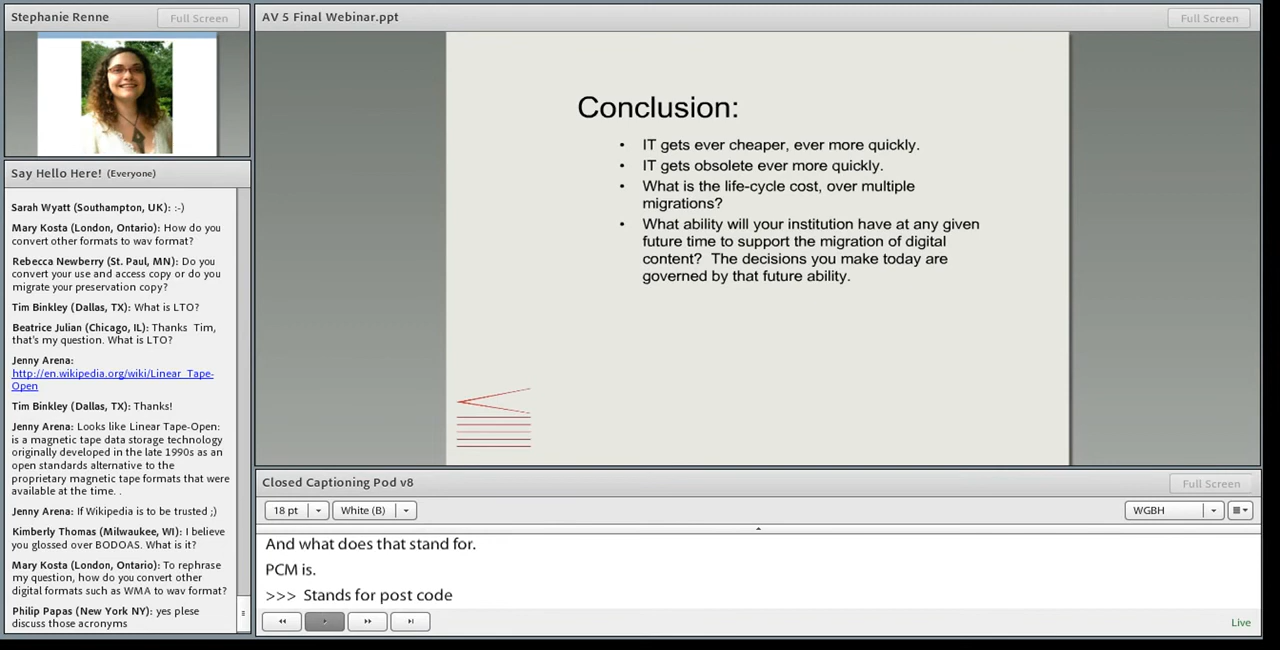 Stephanie Renne
Full Screen
Say Hello Here! (Everyone)
Sarah Wyatt (Southampton, UK): :-)
Mary Kosta (London, Ontario): How do you
convert other formats to wav format?
Rebecca Newberry (St. Paul, MN): Do you
convert your use and access copy or do you
migrate your preservation copy?
Tim Binkley (Dallas, TX): What is LTO?
Beatrice Julian (Chicago, IL): Thanks Tim,
that's my question. What is LTO?
Jenny Arena:
http://en.wikipedia.org/wiki/Linear_Tape-
Open
Tim Binkley (Dallas, TX): Thanks!
Jenny Arena: Looks like Linear Tape-Open:
is a magnetic tape data storage technology
originally developed in the late 1990s as an
open standards alternative to the
proprietary magnetic tape formats that were
available at the time. .
Jenny Arena: If Wikipedia is to be trusted ;)
Kimberly Thomas (Milwaukee, WI): I believe
you glossed over BODOAS. What is it?
Mary Kosta (London, Ontario): To rephrase
my question, how do you convert other
digital formats such as WMA to wav format?
Philip Papas (New York NY): yes plese
discuss those acronyms
AV 5 Final Webinar.ppt
Full Screen
Conclusion:
• IT gets ever cheaper, ever more quickly.
• IT gets obsolete ever more quickly.
• What is the life-cycle cost, over multiple
migrations?
• What ability will your institution have at any given
future time to support the migration of digital
content? The decisions you make today are
governed by that future ability.
Closed Captioning Pod v8
Full Screen
18 pt
White (B)
WGBH
And what does that stand for.
PCM is.
>>> Stands for post code
Live